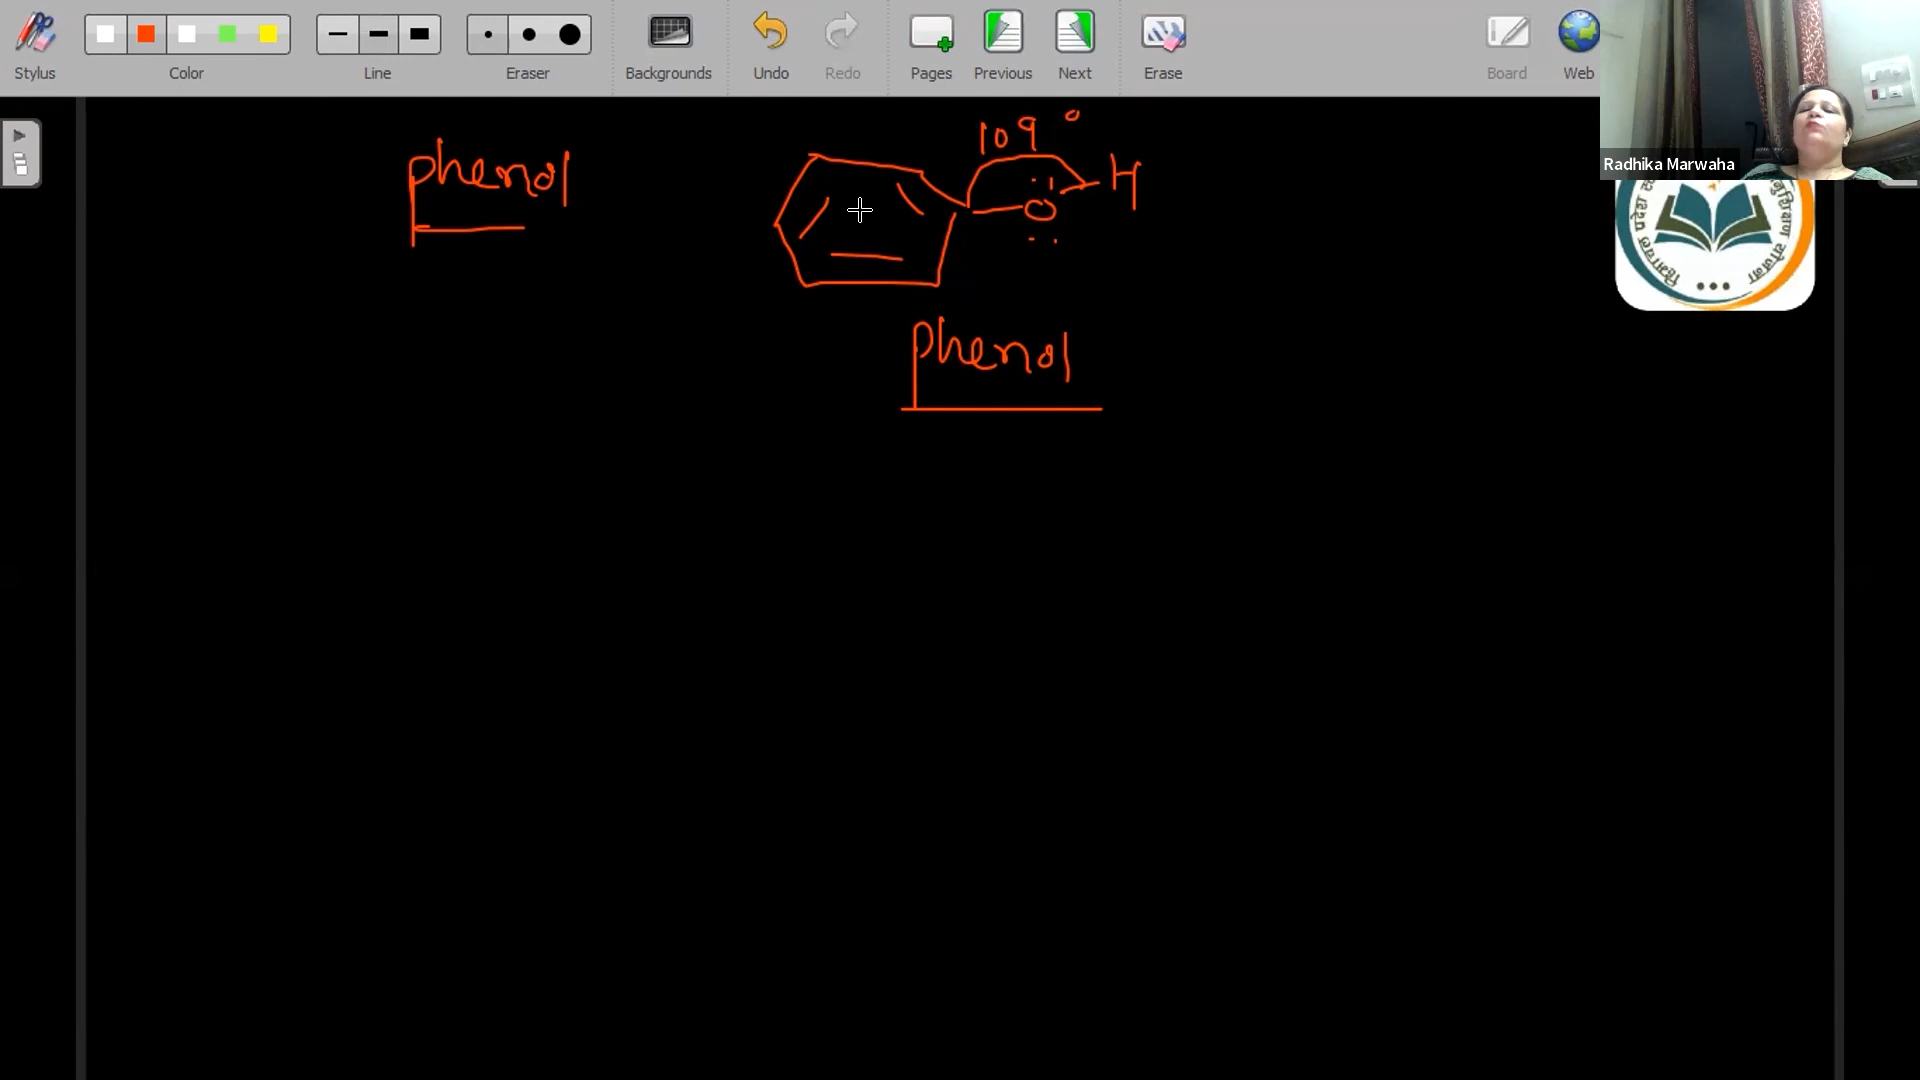 Stylus
Color
Line
Eraser
Backgrounds
Undo
Redo
Pages
Previous
Next
Erase
Board
Web
Radhika Marwaha
phenol
109°
O
H
phenol